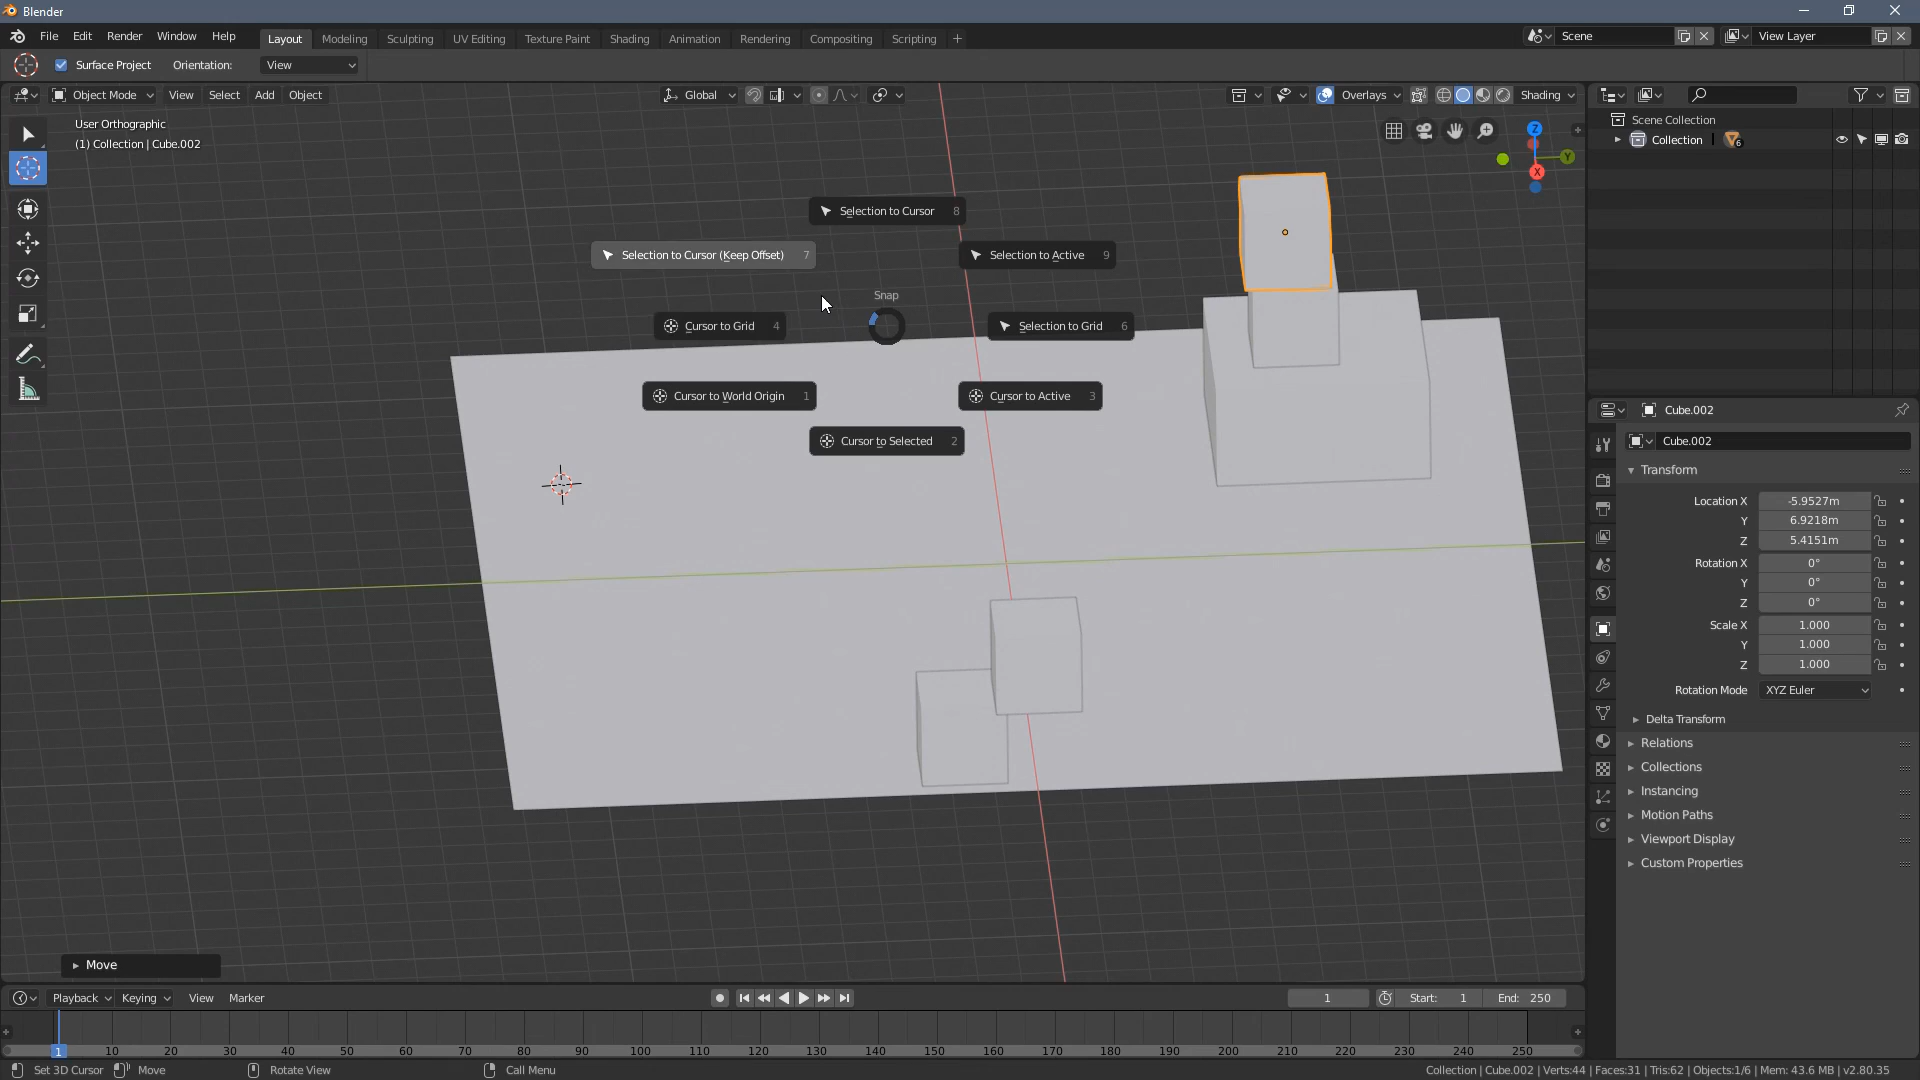 Blender
File Edit Render Window Help Layout Modeling Sculpting UV Editing Texture Paint Shading Animation Rendering Compositing Scripting + Scene View Layer
Surface Project Orientation: View
Object Mode View Select Add Object Global Overlays Shading
User Orthographic
(1) Collection | Cube.002
Z
Y
X
Scene Collection
Collection 6
Selection to Cursor 8
Selection to Cursor (Keep Offset) 7
Selection to Active 9
Snap
Cursor to Grid 4
Selection to Grid 6
Cursor to World Origin 1
Cursor to Active 3
Cursor to Selected 2
Cube.002
Cube.002
Transform
Location X -5.9527m
Y 6.9218m
Z 5.4151m
Rotation X 0°
Y 0°
Z 0°
Scale X 1.000
Y 1.000
Z 1.000
Rotation Mode XYZ Euler
Delta Transform
Relations
Collections
Instancing
Motion Paths
Viewport Display
Custom Properties
Move
Playback Keying View Marker 1 Start: 1 End: 250
1 10 20 30 40 50 60 70 80 90 100 110 120 130 140 150 160 170 180 190 200 210 220 230 240 250
Set 3D Cursor Move Rotate View Call Menu Collection | Cube.002 | Verts:44 | Faces:31 | Tris:62 | Objects:1/6 | Mem: 43.6 MB | v2.80.35